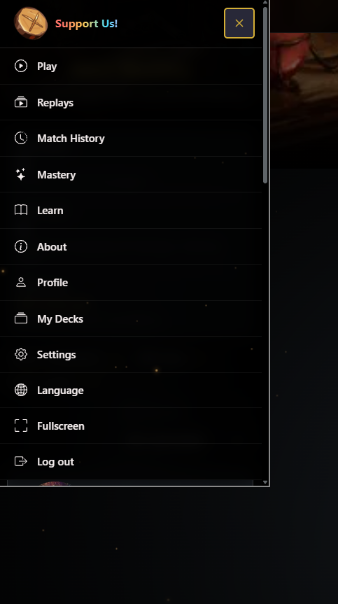 Support Us!
Play
Replays
Match History
Mastery
Learn
About
Profile
My Decks
Settings
Language
Fullscreen
Log out